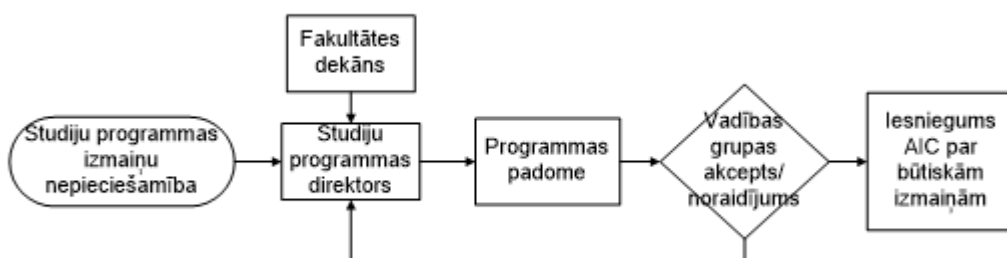 Fakultātes
dekāns
Studiju programmas
izmaiņu
nepieciešamība
Studiju
programmas
direktors
Programmas
padome
Vadības
grupas
akcepts/
noraidījums
Iesniegums
AIC par
būtiskām
izmaiņām